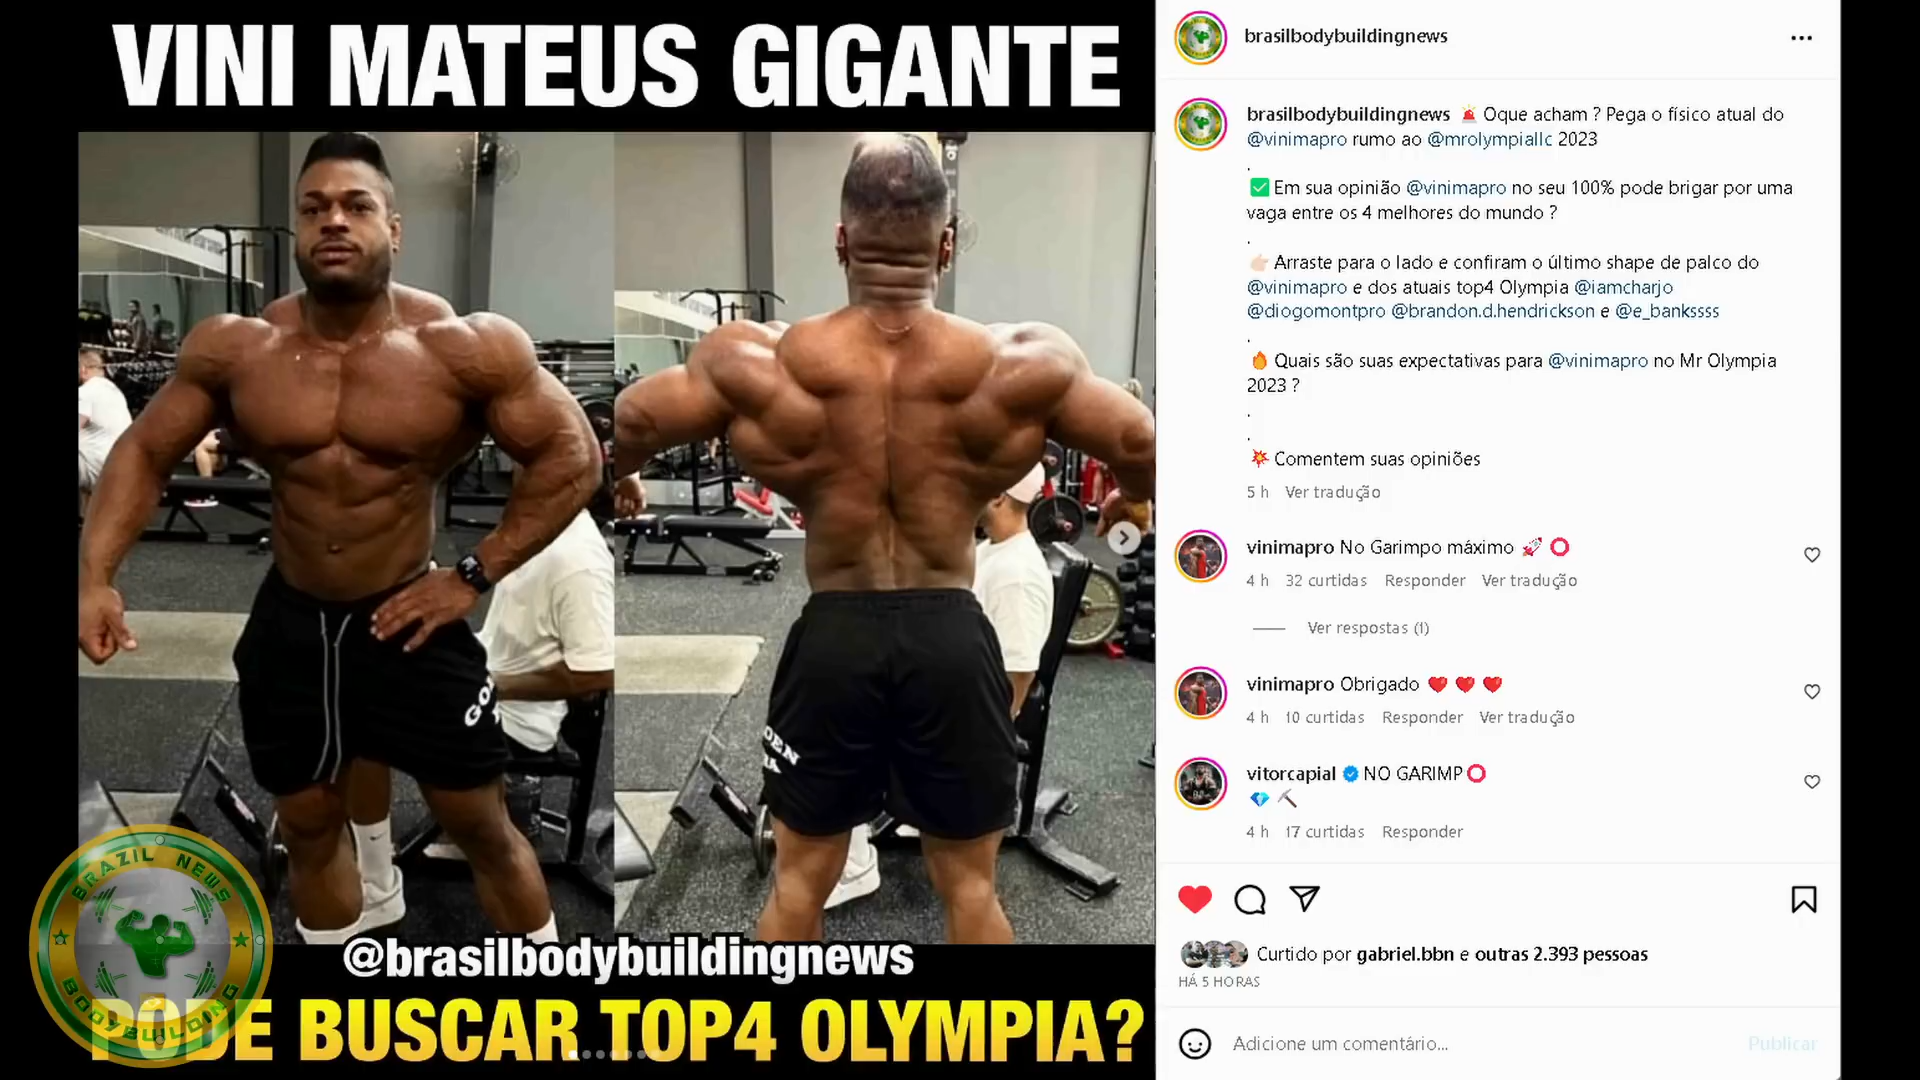 VINI MATEUS GIGANTE
GOL
DEN
BRAZIL NEWS
BODYBUILDING
@brasilbodybuildingnews
PODE BUSCAR TOP4 OLYMPIA?
brasilbodybuildingnews
brasilbodybuildingnews 🚨 Oque acham ? Pega o físico atual do
@vinimapro rumo ao @mrolympiallc 2023
.
✅ Em sua opinião @vinimapro no seu 100% pode brigar por uma
vaga entre os 4 melhores do mundo ?
.
👉🏻 Arraste para o lado e confiram o último shape de palco do
@vinimapro e dos atuais top4 Olympia @iamcharjo
@diogomontpro @brandon.d.hendrickson e @e_bankssss
.
🔥 Quais são suas expectativas para @vinimapro no Mr Olympia
2023 ?
.
.
💥 Comentem suas opiniões
5 h Ver tradução
vinimapro No Garimpo máximo 🚀 ⭕
4 h 32 curtidas Responder Ver tradução
Ver respostas (1)
vinimapro Obrigado ❤️ ❤️ ❤️
4 h 10 curtidas Responder Ver tradução
vitorcapial NO GARIMP⭕
💎 ⛏️
4 h 17 curtidas Responder
Curtido por gabriel.bbn e outras 2.393 pessoas
HÁ 5 HORAS
Adicione um comentário...
Publicar